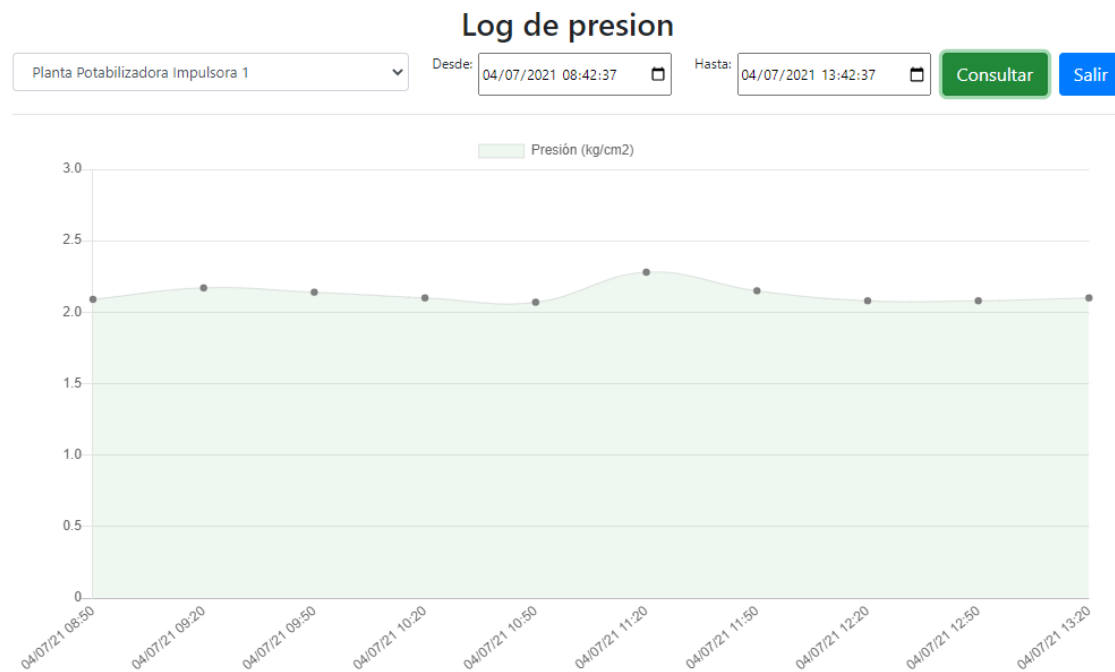 Log de presion
Planta Potabilizadora Impulsora 1
Desde: 04/07/2021 08:42:37
Hasta: 04/07/2021 13:42:37
Consultar
Salir
Presión (kg/cm2)
3.0
2.5
2.0
1.5
1.0
0.5
0
04/07/21 08:50
04/07/21 09:20
04/07/21 09:50
04/07/21 10:20
04/07/21 10:50
04/07/21 11:20
04/07/21 11:50
04/07/21 12:20
04/07/21 12:50
04/07/21 13:20